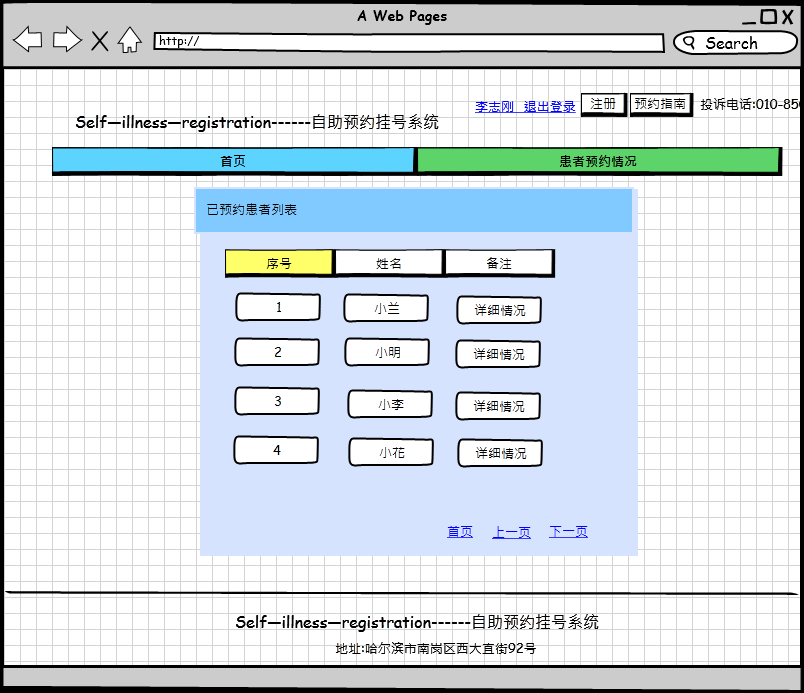 A Web Pages
http://
Search
李志刚 退出登录 注册 预约指南 投诉电话:010-850
Self—illness—registration------自助预约挂号系统
首页 患者预约情况
已预约患者列表
序号 姓名 备注
1 小兰 详细情况
2 小明 详细情况
3 小李 详细情况
4 小花 详细情况
首页 上一页 下一页
Self—illness—registration------自助预约挂号系统
地址:哈尔滨市南岗区西大直街92号